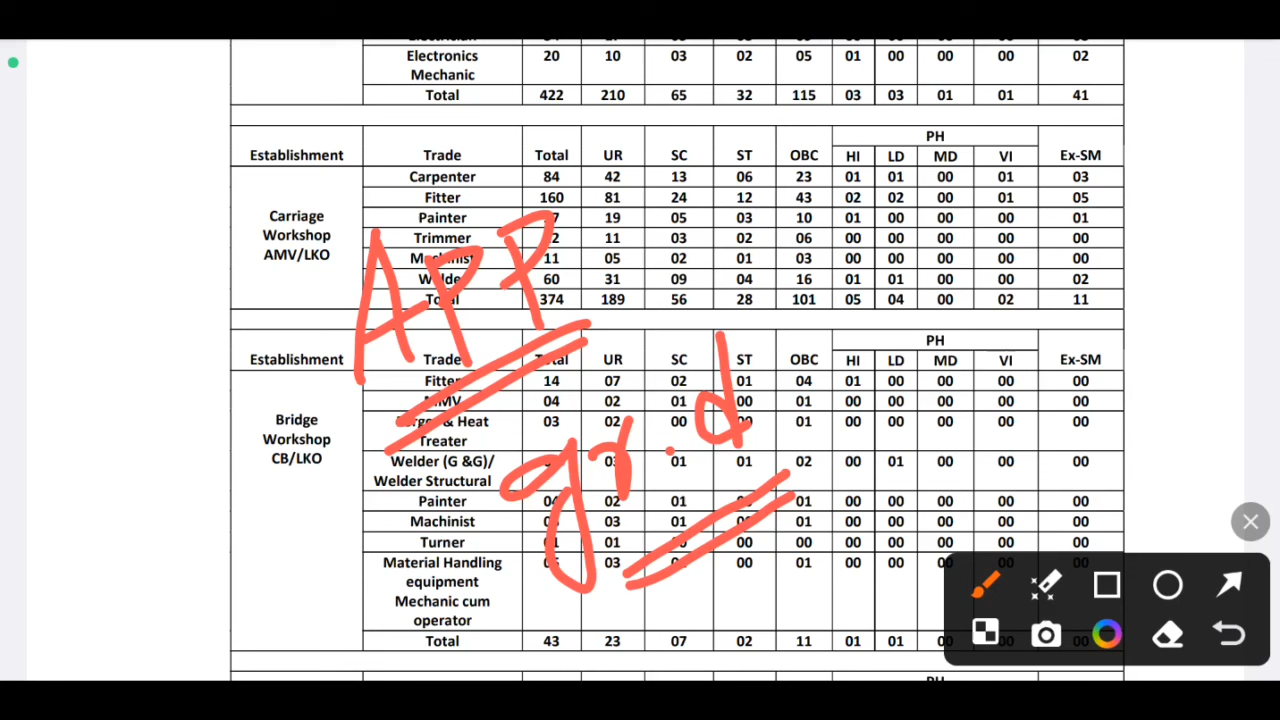 Electronics Mechanic 20 10 03 02 05 01 00 00 00 02
Total 422 210 65 32 115 03 03 01 01 41
Establishment Trade Total UR SC ST OBC PH Ex-SM
HI LD MD VI
Carriage Workshop AMV/LKO
Carpenter 84 42 13 06 23 01 01 00 01 03
Fitter 160 81 24 12 43 02 02 00 01 05
Painter 19 05 03 10 01 00 00 00 01
Trimmer 11 03 02 06 00 00 00 00 00
Machinist 11 05 02 01 03 00 00 00 00 00
Welder 60 31 09 04 16 01 01 00 00 02
Total 374 189 56 28 101 05 04 00 02 11
APP
Establishment Trade Total UR SC ST OBC PH Ex-SM
HI LD MD VI
Bridge Workshop CB/LKO
Fitter 14 07 02 01 04 01 00 00 00 00
MMV 04 02 01 00 01 00 00 00 00
& Heat Treater 03 02 00 00 01 00 00 00 00 00
Welder (G &G)/ Welder Structural 01 01 02 00 01 00 00 00
Painter 04 02 01 01 00 00 00 00 00
Machinist 03 01 01 00 00 00 00 00
Turner 01 00 00 00 00 00 00
Material Handling equipment Mechanic cum operator 03 00 01 00 00
Total 43 23 07 02 11 01 01
gr.d
PH